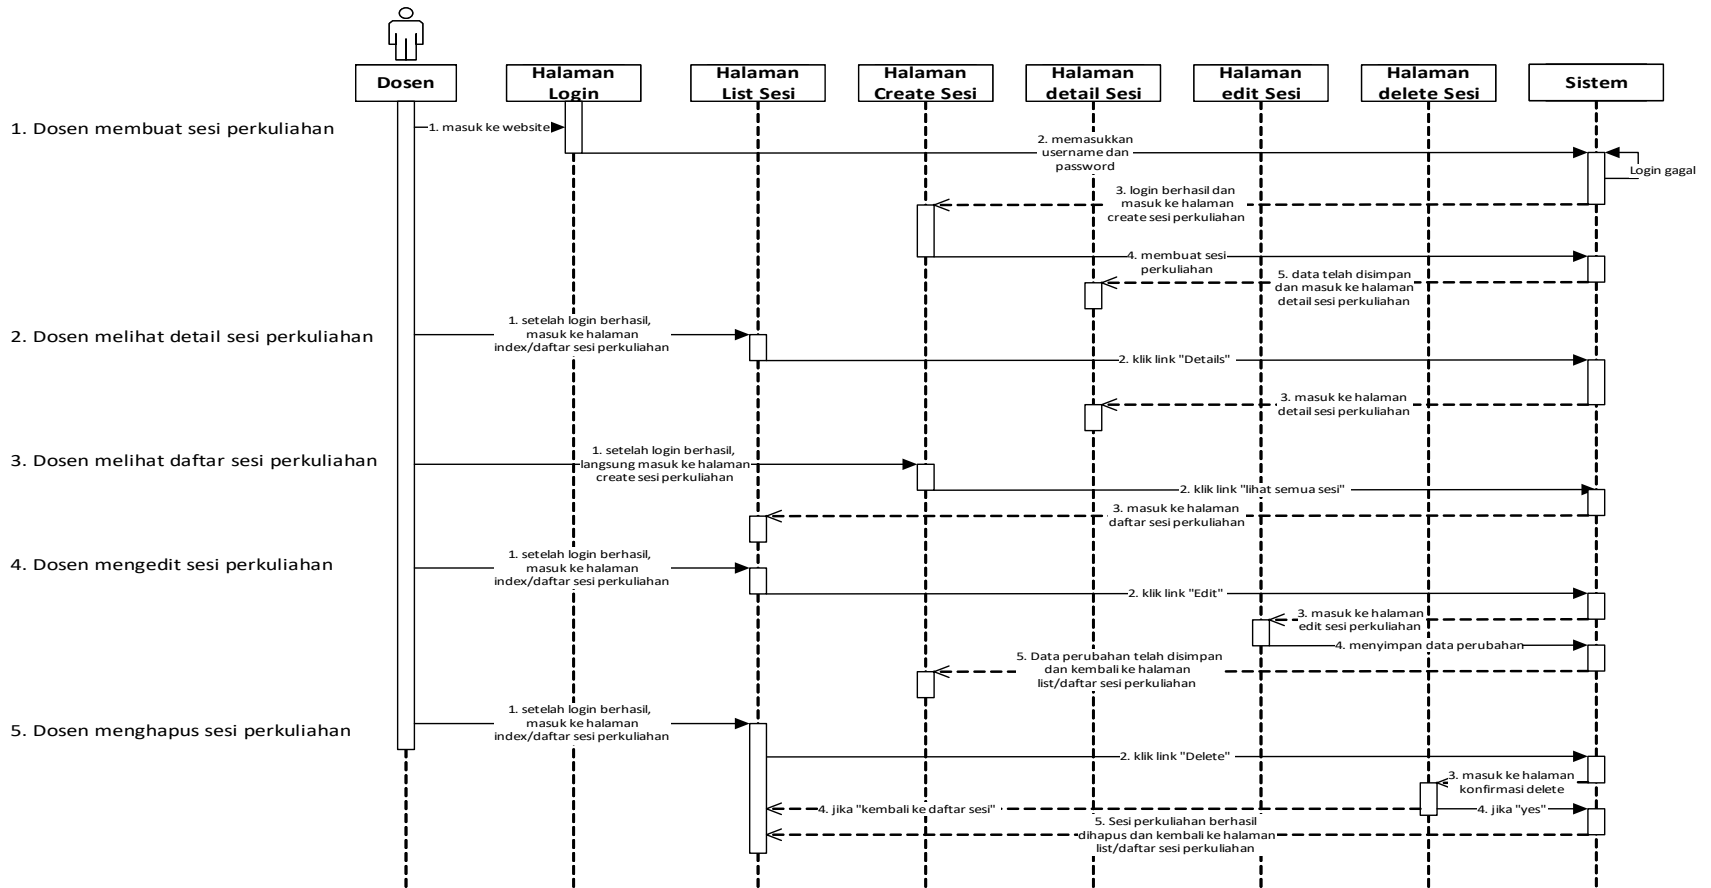 Dosen
Halaman
Login
Halaman
List Sesi
Halaman
Create Sesi
Halaman
detail Sesi
Halaman
edit Sesi
Halaman
delete Sesi
Sistem
1. Dosen membuat sesi perkuliahan
1. masuk ke website
2. memasukkan
username dan
password
Login gagal
3. login berhasil dan
masuk ke halaman
create sesi perkuliahan
4. membuat sesi
perkuliahan
5. data telah disimpan
dan masuk ke halaman
detail sesi perkuliahan
2. Dosen melihat detail sesi perkuliahan
1. setelah login berhasil,
masuk ke halaman
index/daftar sesi perkuliahan
2. klik link "Details"
3. masuk ke halaman
detail sesi perkuliahan
3. Dosen melihat daftar sesi perkuliahan
1. setelah login berhasil,
langsung masuk ke halaman
create sesi perkuliahan
2. klik link "lihat semua sesi"
3. masuk ke halaman
daftar sesi perkuliahan
4. Dosen mengedit sesi perkuliahan
1. setelah login berhasil,
masuk ke halaman
index/daftar sesi perkuliahan
2. klik link "Edit"
3. masuk ke halaman
edit sesi perkuliahan
4. menyimpan data perubahan
5. Data perubahan telah disimpan
dan kembali ke halaman
list/daftar sesi perkuliahan
5. Dosen menghapus sesi perkuliahan
1. setelah login berhasil,
masuk ke halaman
index/daftar sesi perkuliahan
2. klik link "Delete"
3. masuk ke halaman
konfirmasi delete
4. jika "kembali ke daftar sesi"
4. jika "yes"
5. Sesi perkuliahan berhasil
dihapus dan kembali ke halaman
list/daftar sesi perkuliahan